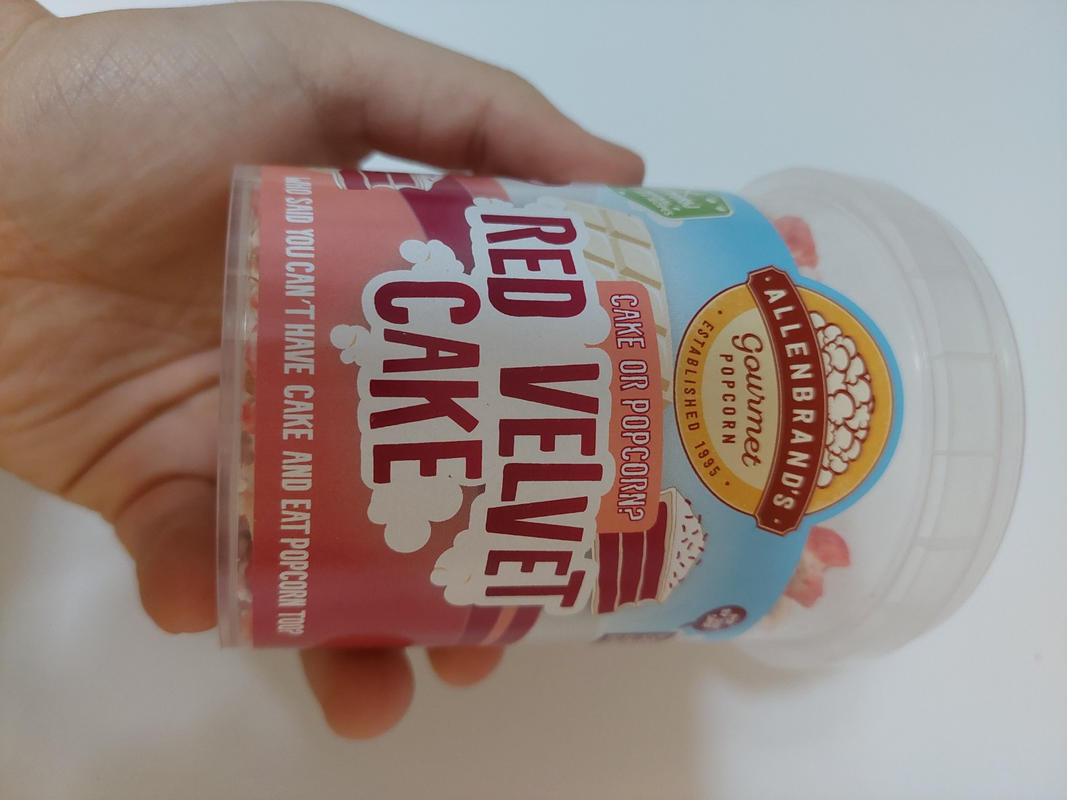 ALLENBRAND'S
Gourmet
POPCORN
ESTABLISHED 1995
CAKE OR POPCORN?
RED VELVET
CAKE
WHO SAID YOU CAN'T HAVE CAKE AND EAT POPCORN TOO?